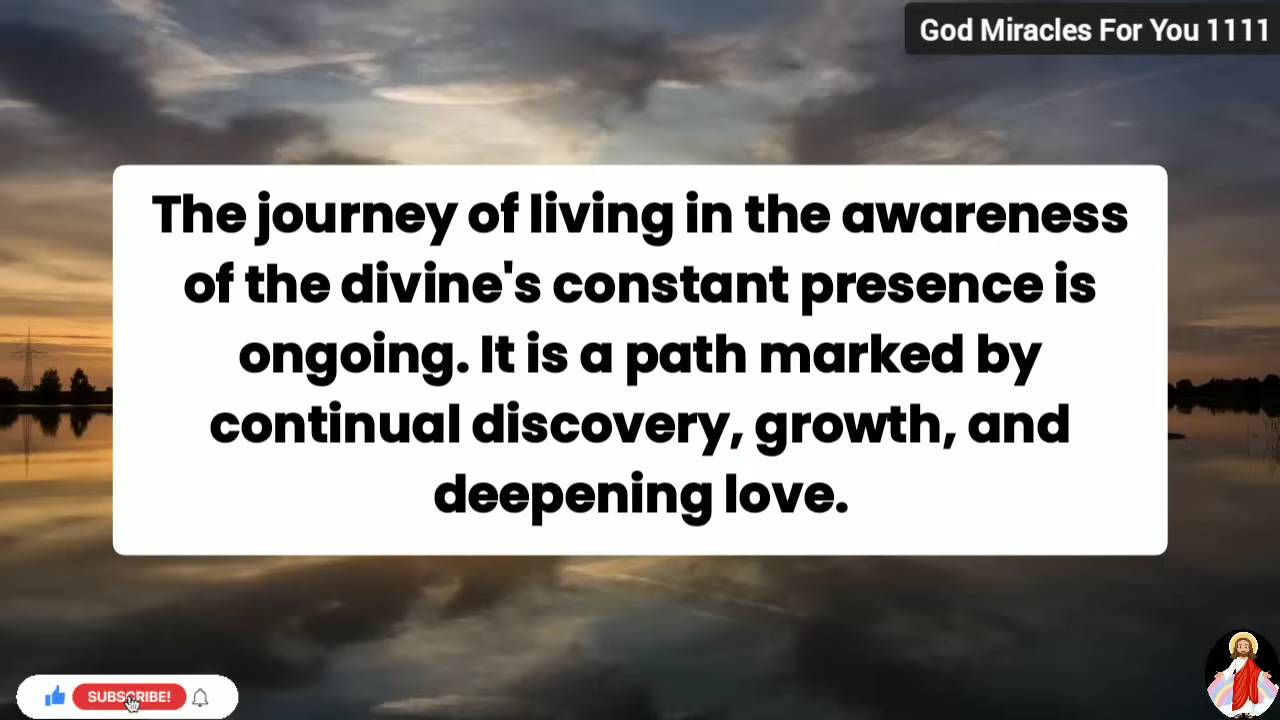 God Miracles For You 1111
The journey of living in the awareness
of the divine's constant presence is
ongoing. It is a path marked by
continual discovery, growth, and
deepening love.
SUBSCRIBE!